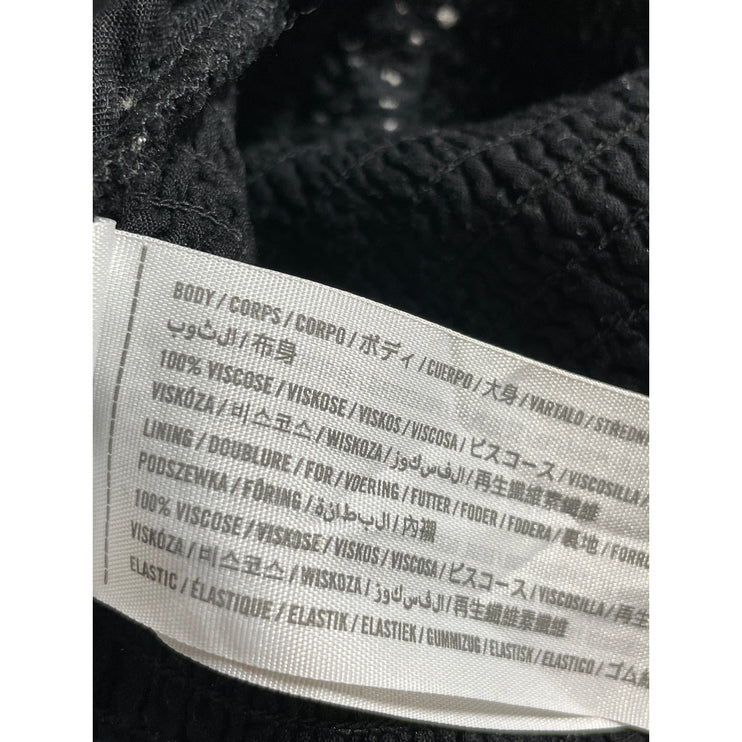 BODY / CORPS / CORPO / ボディ / CUERPO / 大身 / VARTALO / STŘEDNÍ
الثوب / 布身
100% VISCOSE / VISKOSE / VISKOS / VISCOSA / ビスコース / VISCOSILLA /
VISKÓZA / 비스코스 / WISKOZA / الفسكوز / 再生纖維素纖維
LINING / DOUBLURE / FOR / VOERING / FUTTER / FODER / FODERA / 裏地 / FORRO
PODSZEWKA / FÔRING / البطانة / 內襯
100% VISCOSE / VISKOSE / VISKOS / VISCOSA / ビスコース / VISCOSILLA / 再生
VISKÓZA / 비스코스 / WISKOZA / الفسكوز / 再生纖維素纖維
ELASTIC / ÉLASTIQUE / ELASTIK / ELASTIEK / GUMMIZUG / ELASTISK / ELASTICO / ゴム